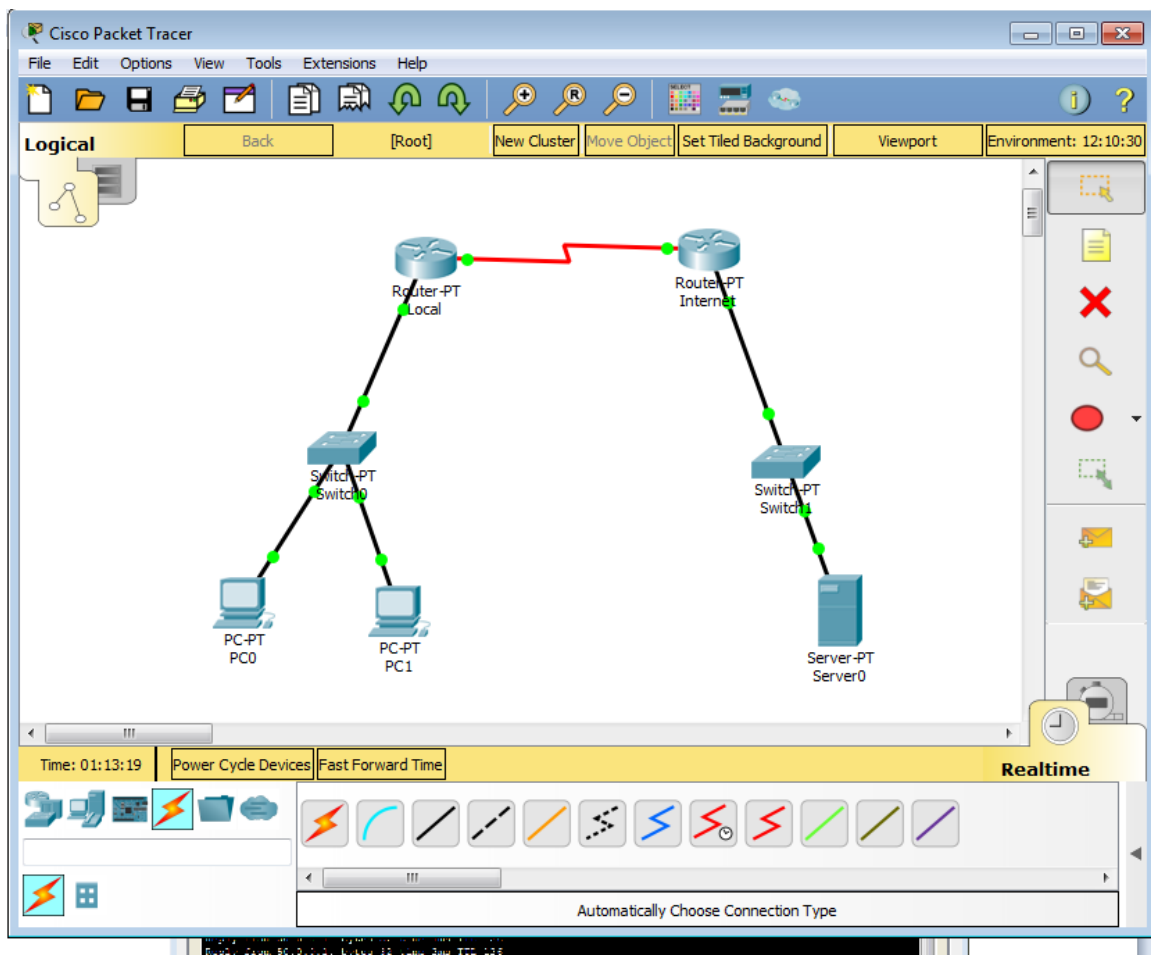 Cisco Packet Tracer
File Edit Options View Tools Extensions Help
SELECT
i ?
Logical Back [Root] New Cluster Move Object Set Tiled Background Viewport Environment: 12:10:30
Router-PT
Local
Router-PT
Internet
Switch-PT
Switch0
Switch-PT
Switch1
PC-PT
PC0
PC-PT
PC1
Server-PT
Server0
Time: 01:13:19 Power Cycle Devices Fast Forward Time Realtime
Automatically Choose Connection Type